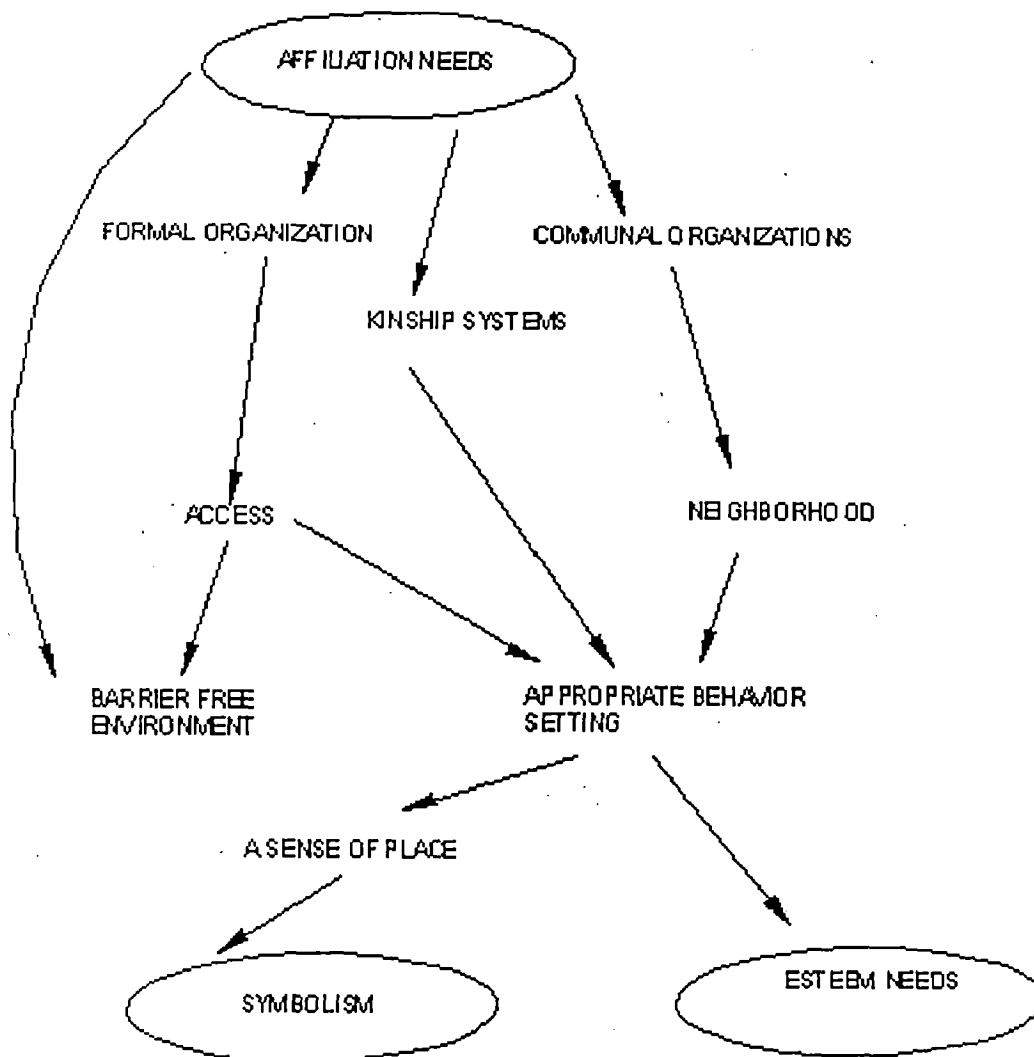 AFFILIATION NEEDS
FORMAL ORGANIZATION
COMMUNAL ORGANIZATIONS
KINSHIP SYSTEMS
ACCESS
NEIGHBORHOOD
BARRIER FREE
ENVIRONMENT
APPROPRIATE BEHAVIOR
SETTING
A SENSE OF PLACE
SYMBOLISM
ESTEEM NEEDS